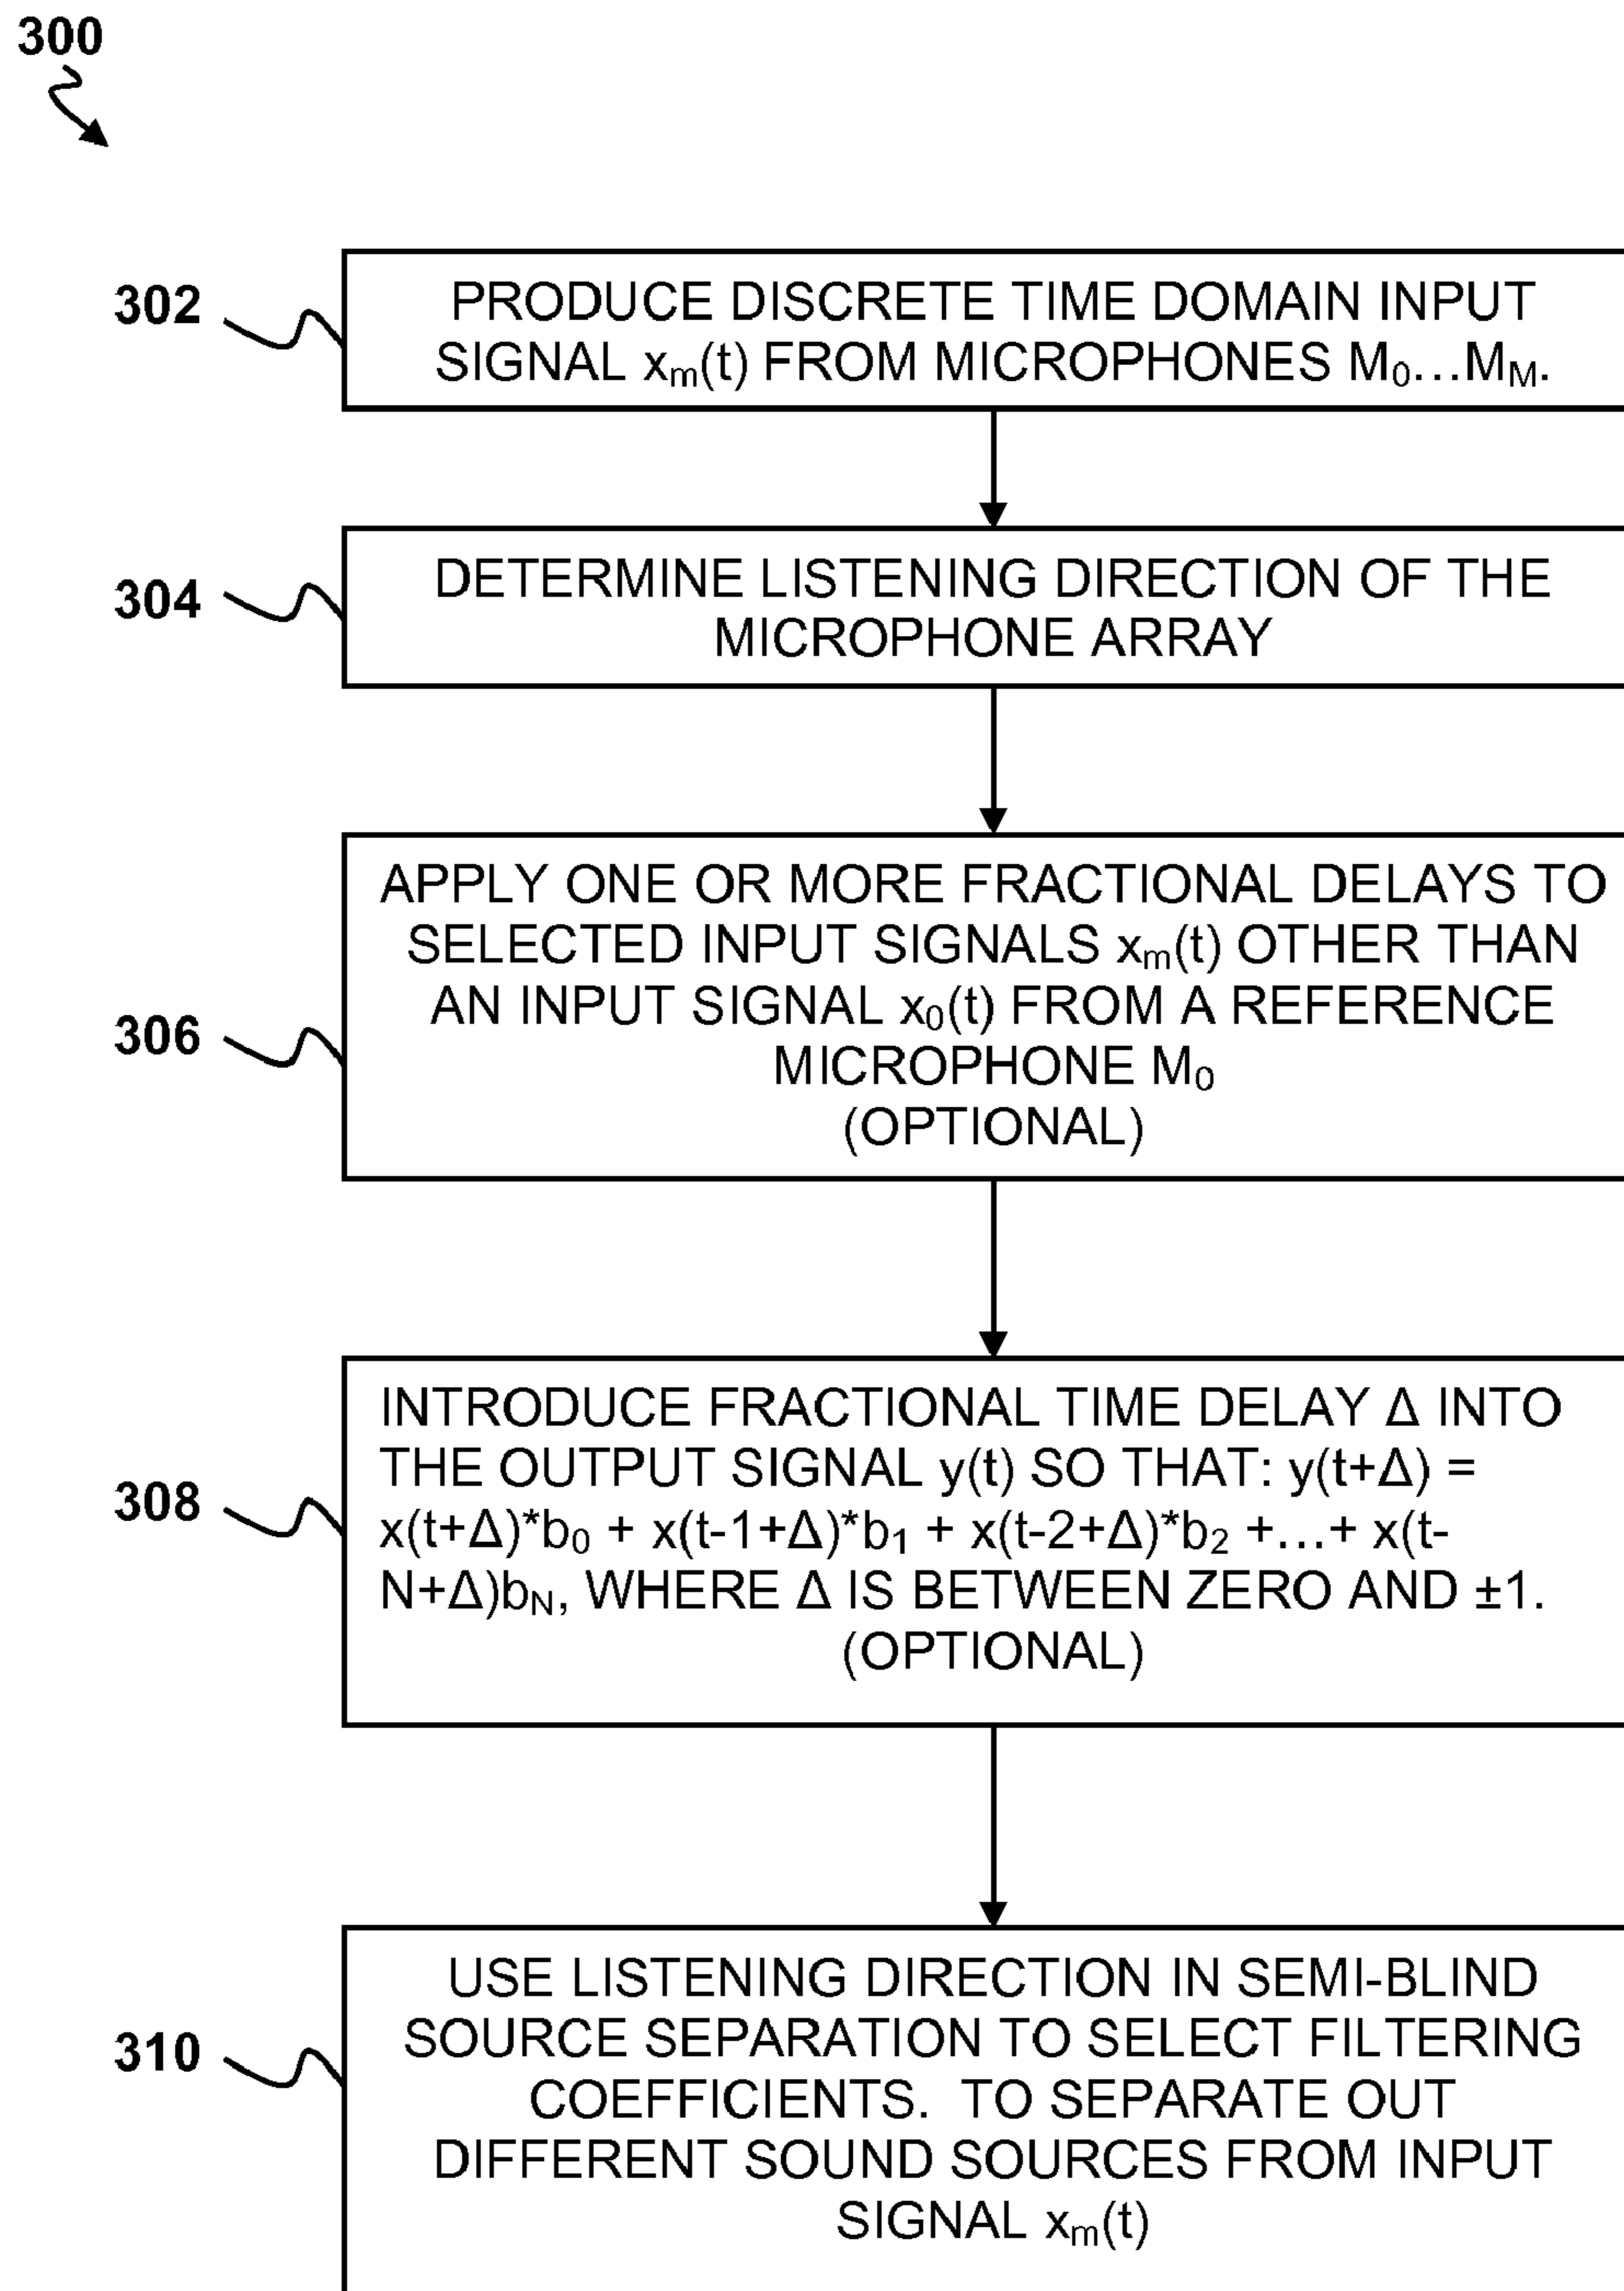 300
302
PRODUCE DISCRETE TIME DOMAIN INPUT
SIGNAL xₘ(t) FROM MICROPHONES M₀...M_M.
304
DETERMINE LISTENING DIRECTION OF THE
MICROPHONE ARRAY
306
APPLY ONE OR MORE FRACTIONAL DELAYS TO
SELECTED INPUT SIGNALS xₘ(t) OTHER THAN
AN INPUT SIGNAL x₀(t) FROM A REFERENCE
MICROPHONE M₀
(OPTIONAL)
308
INTRODUCE FRACTIONAL TIME DELAY Δ INTO
THE OUTPUT SIGNAL y(t) SO THAT: y(t+Δ) =
x(t+Δ)*b₀ + x(t-1+Δ)*b₁ + x(t-2+Δ)*b₂ +...+ x(t-
N+Δ)b_N, WHERE Δ IS BETWEEN ZERO AND ±1.
(OPTIONAL)
310
USE LISTENING DIRECTION IN SEMI-BLIND
SOURCE SEPARATION TO SELECT FILTERING
COEFFICIENTS. TO SEPARATE OUT
DIFFERENT SOUND SOURCES FROM INPUT
SIGNAL xₘ(t)